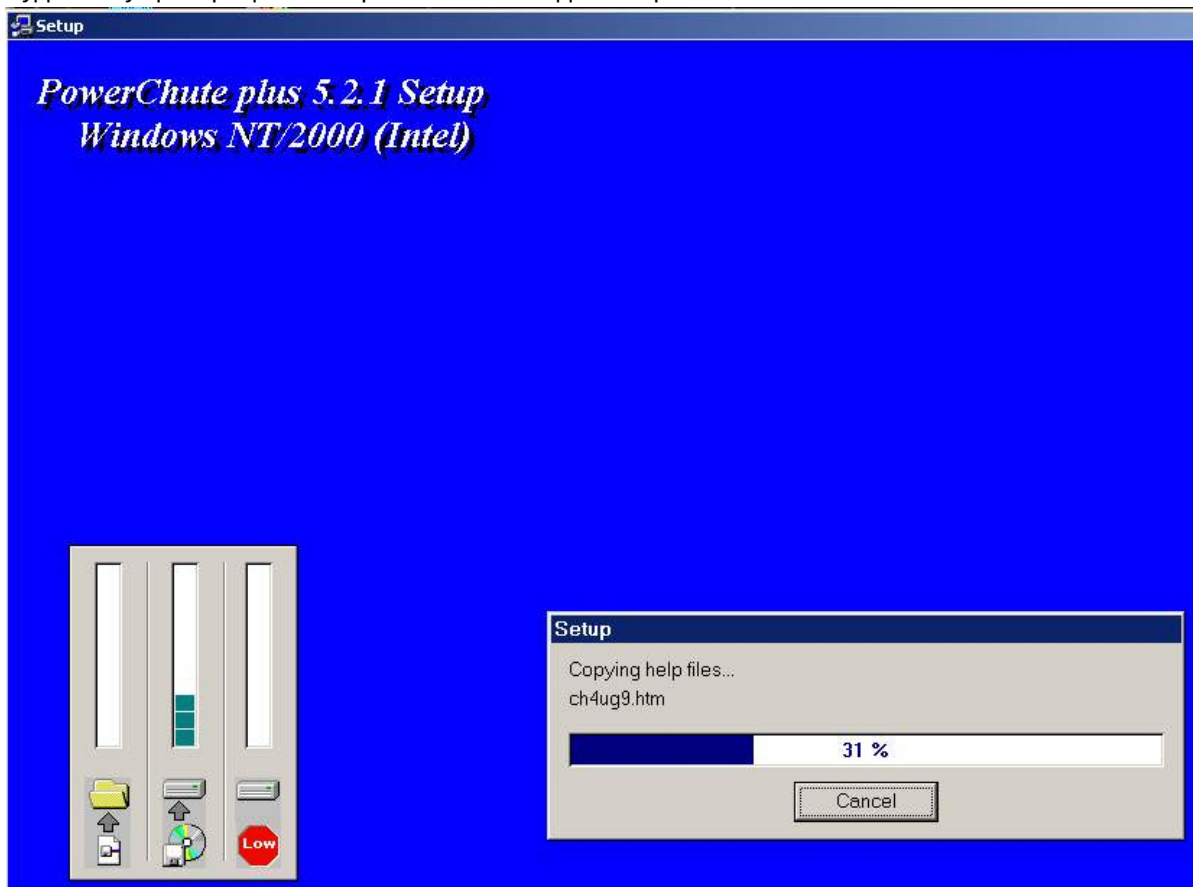 Setup
PowerChute plus 5.2.1 Setup
Windows NT/2000 (Intel)
Setup
Copying help files...
ch4ug9.htm
31 %
Cancel
Low